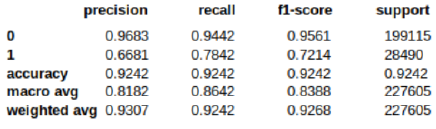 precision recall f1-score support
0 0.9683 0.9442 0.9561 199115
1 0.6681 0.7842 0.7214 28490
accuracy 0.9242 0.9242 0.9242 0.9242
macro avg 0.8182 0.8642 0.8388 227605
weighted avg 0.9307 0.9242 0.9268 227605